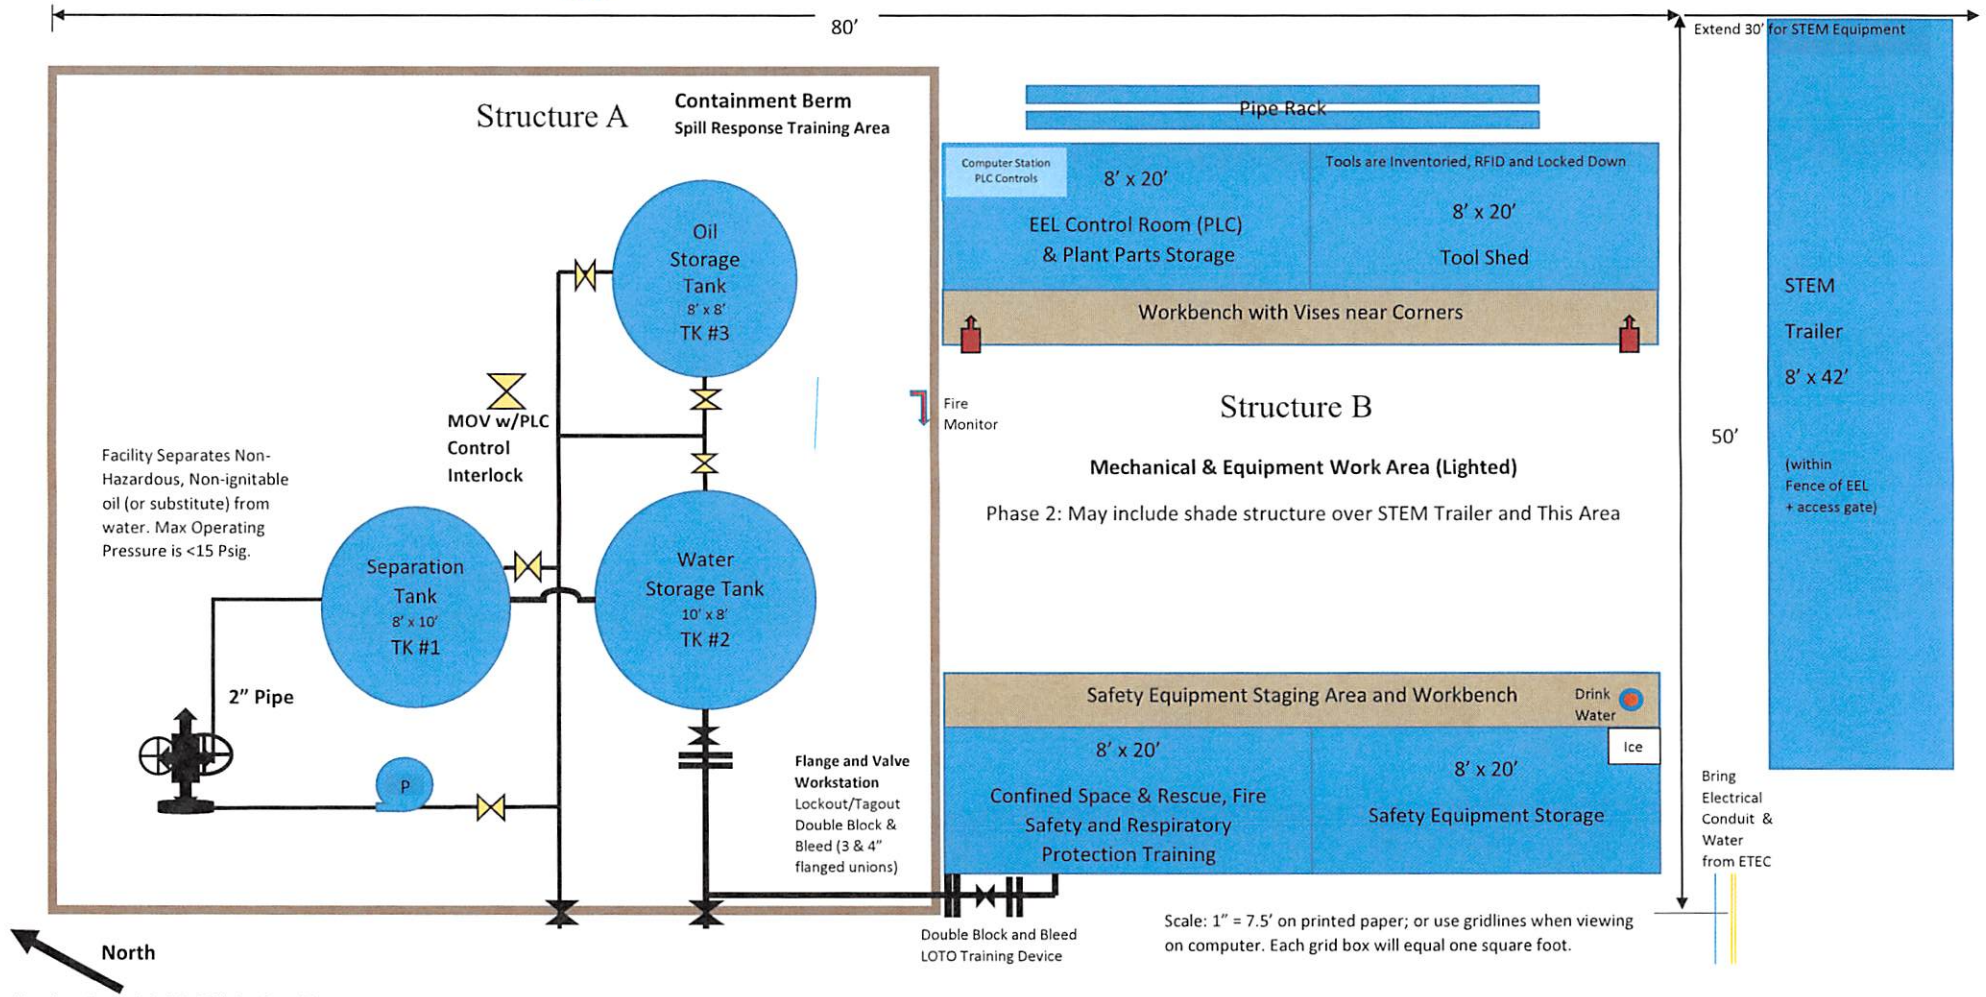 80’
Extend 30’ for STEM Equipment
Structure A
Containment Berm
Spill Response Training Area
Pipe Rack
Computer Station
PLC Controls
8’ x 20’
EEL Control Room (PLC)
& Plant Parts Storage
Tools are Inventoried, RFID and Locked Down
8’ x 20’
Tool Shed
Workbench with Vises near Corners
Oil
Storage
Tank
8’ x 8’
TK #3
MOV w/PLC
Control
Interlock
Fire
Monitor
Structure B
Mechanical & Equipment Work Area (Lighted)
Phase 2: May include shade structure over STEM Trailer and This Area
50’
STEM
Trailer
8’ x 42’
(within
Fence of EEL
+ access gate)
Facility Separates Non-
Hazardous, Non-ignitable
oil (or substitute) from
water. Max Operating
Pressure is <15 Psig.
Separation
Tank
8’ x 10’
TK #1
Water
Storage Tank
10’ x 8’
TK #2
2” Pipe
P
Flange and Valve
Workstation
Lockout/Tagout
Double Block &
Bleed (3 & 4”
flanged unions)
Safety Equipment Staging Area and Workbench
Drink
Water
Ice
8’ x 20’
Confined Space & Rescue, Fire
Safety and Respiratory
Protection Training
8’ x 20’
Safety Equipment Storage
Bring
Electrical
Conduit &
Water
from ETEC
Double Block and Bleed
LOTO Training Device
Scale: 1” = 7.5’ on printed paper; or use gridlines when viewing
on computer. Each grid box will equal one square foot.
North